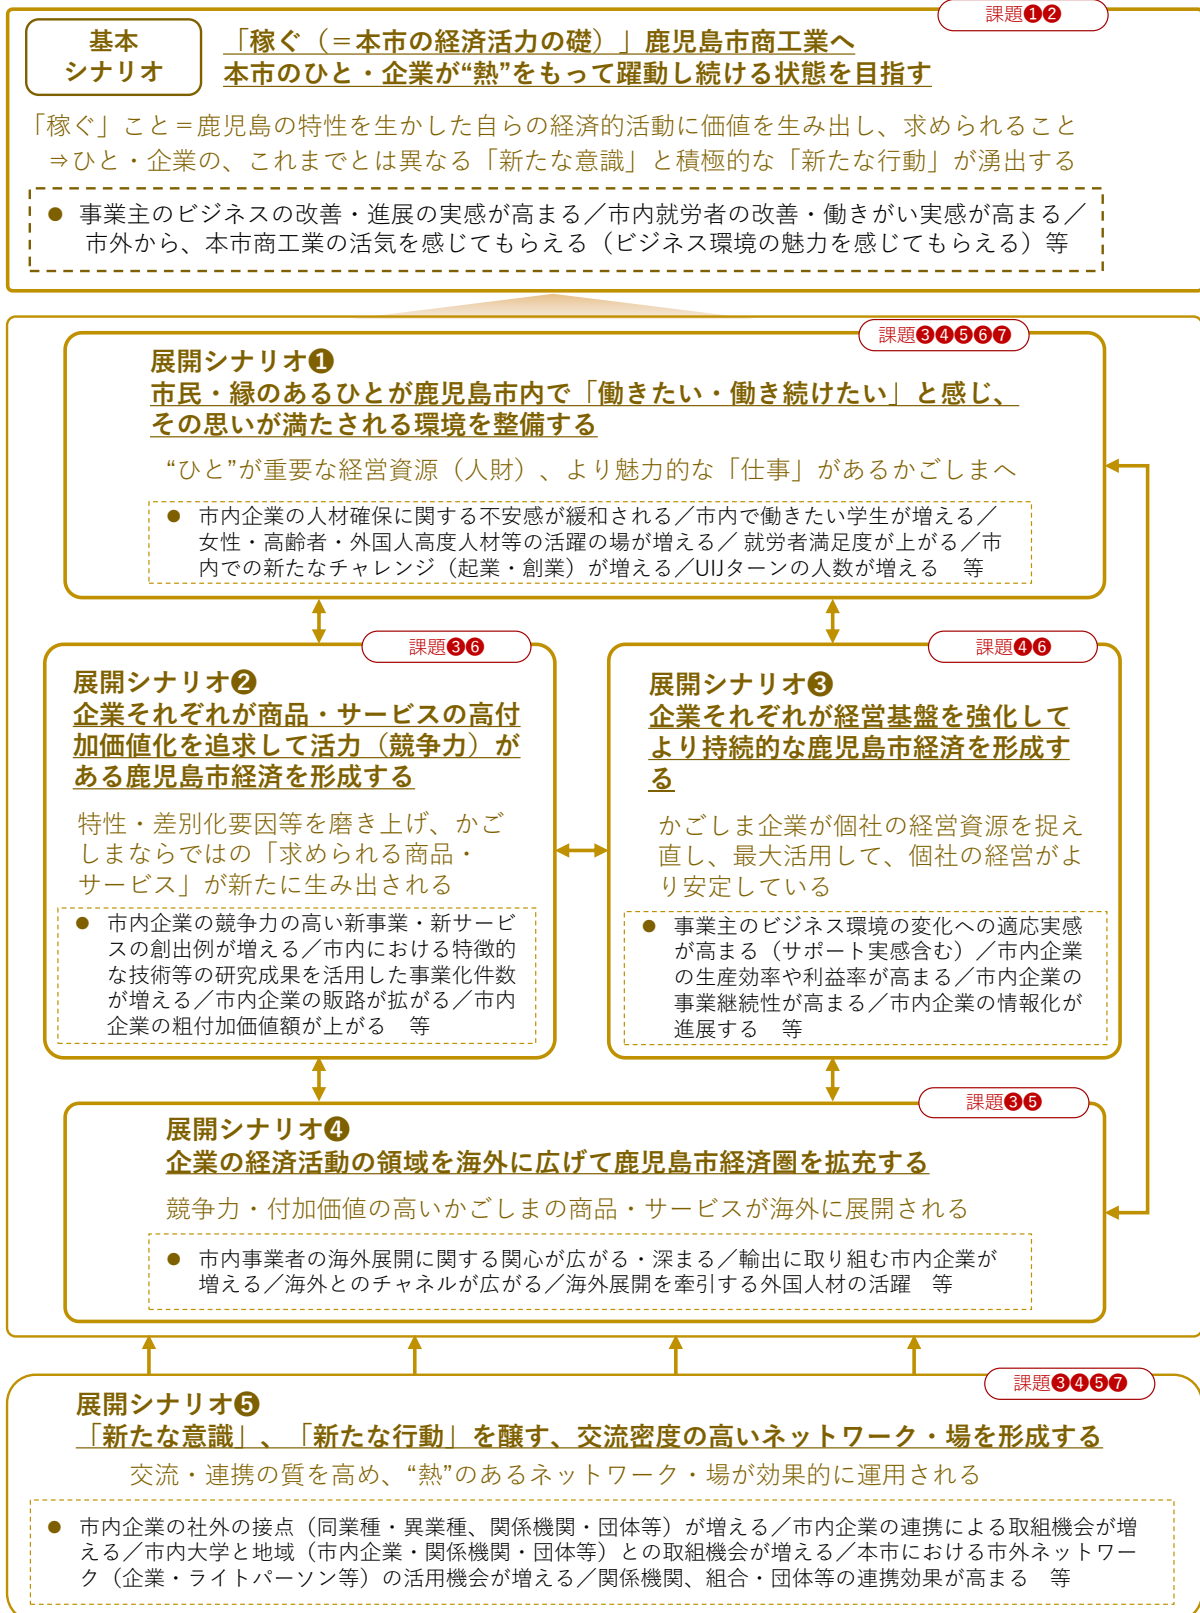 課題❶❷
基本
シナリオ
「稼ぐ（＝本市の経済活力の礎）」鹿児島市商工業へ
本市のひと・企業が“熱”をもって躍動し続ける状態を目指す
「稼ぐ」こと＝鹿児島の特性を生かした自らの経済的活動に価値を生み出し、求められること
⇒ひと・企業の、これまでとは異なる「新たな意識」と積極的な「新たな行動」が湧出する
● 事業主のビジネスの改善・進展の実感が高まる／市内就労者の改善・働きがい実感が高まる／
市外から、本市商工業の活気を感じてもらえる（ビジネス環境の魅力を感じてもらえる）等
課題❸❹❺❻❼
展開シナリオ❶
市民・縁のあるひとが鹿児島市内で「働きたい・働き続けたい」と感じ、
その思いが満たされる環境を整備する
“ひと”が重要な経営資源（人財）、より魅力的な「仕事」があるかごしまへ
● 市内企業の人材確保に関する不安感が緩和される／市内で働きたい学生が増える／
女性・高齢者・外国人高度人材等の活躍の場が増える／ 就労者満足度が上がる／市
内での新たなチャレンジ（起業・創業）が増える／UIJターンの人数が増える　等
課題❸❻
展開シナリオ❷
企業それぞれが商品・サービスの高付
加価値化を追求して活力（競争力）が
ある鹿児島市経済を形成する
特性・差別化要因等を磨き上げ、かご
しまならではの「求められる商品・
サービス」が新たに生み出される
● 市内企業の競争力の高い新事業・新サービ
スの創出例が増える／市内における特徴的
な技術等の研究成果を活用した事業化件数
が増える／市内企業の販路が拡がる／市内
企業の粗付加価値額が上がる　等
課題❹❻
展開シナリオ❸
企業それぞれが経営基盤を強化して
より持続的な鹿児島市経済を形成す
る
かごしま企業が個社の経営資源を捉え
直し、最大活用して、個社の経営がよ
り安定している
● 事業主のビジネス環境の変化への適応実感
が高まる（サポート実感含む）／市内企業
の生産効率や利益率が高まる／市内企業の
事業継続性が高まる／市内企業の情報化が
進展する　等
課題❸❺
展開シナリオ❹
企業の経済活動の領域を海外に広げて鹿児島市経済圏を拡充する
競争力・付加価値の高いかごしまの商品・サービスが海外に展開される
● 市内事業者の海外展開に関する関心が広がる・深まる／輸出に取り組む市内企業が
増える／海外とのチャネルが広がる／海外展開を牽引する外国人材の活躍　等
課題❸❹❺❼
展開シナリオ❺
「新たな意識」、「新たな行動」を醸す、交流密度の高いネットワーク・場を形成する
交流・連携の質を高め、“熱”のあるネットワーク・場が効果的に運用される
● 市内企業の社外の接点（同業種・異業種、関係機関・団体等）が増える／市内企業の連携による取組機会が増
える／市内大学と地域（市内企業・関係機関・団体等）との取組機会が増える／本市における市外ネットワー
ク（企業・ライトパーソン等）の活用機会が増える／関係機関、組合・団体等の連携効果が高まる　等